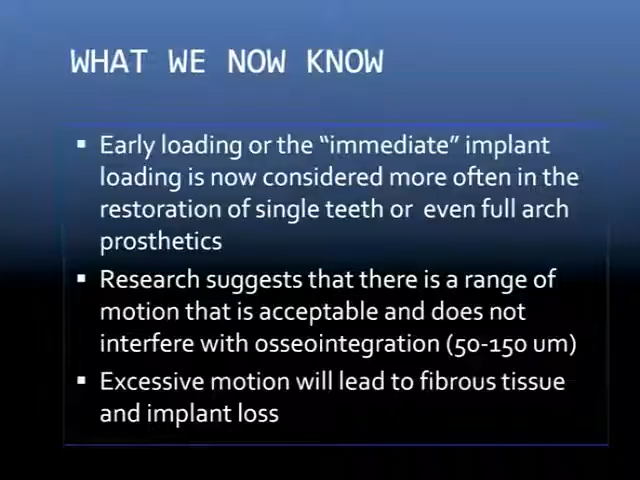 WHAT WE NOW KNOW
▪ Early loading or the “immediate” implant
loading is now considered more often in the
restoration of single teeth or even full arch
prosthetics
▪ Research suggests that there is a range of
motion that is acceptable and does not
interfere with osseointegration (50-150 um)
▪ Excessive motion will lead to fibrous tissue
and implant loss